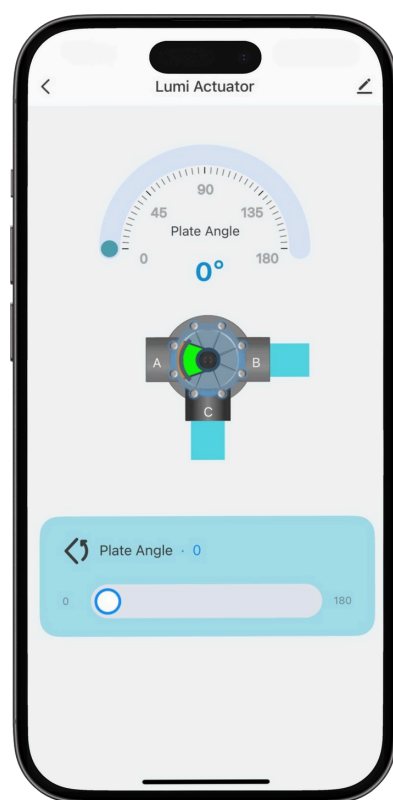 Lumi Actuator
90
45
135
Plate Angle
0
180
0°
A
B
C
Plate Angle · 0
0
180